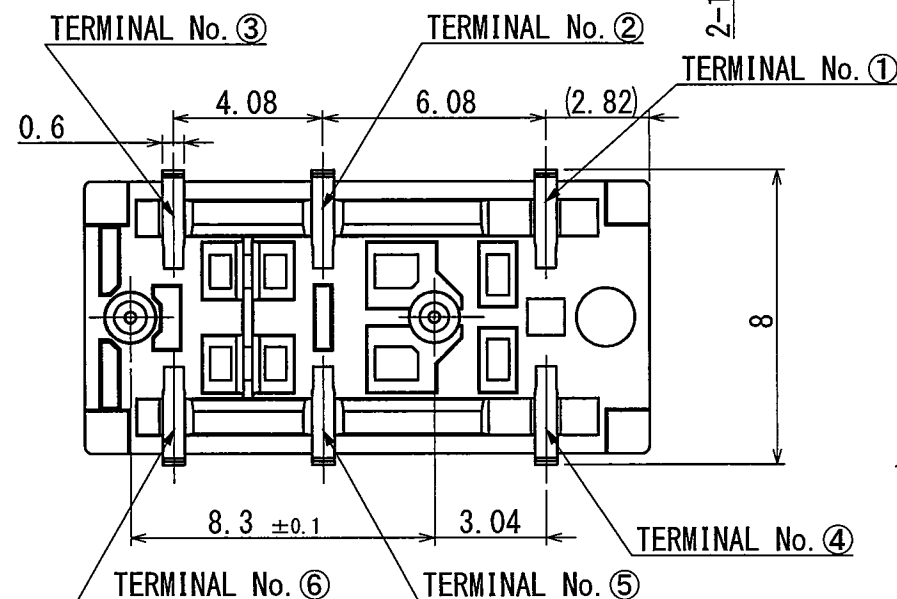 2-
TERMINAL No. ③
TERMINAL No. ②
TERMINAL No. ①
4.08
6.08
(2.82)
0.6
8
8.3 ±0.1
3.04
TERMINAL No. ④
TERMINAL No. ⑥
TERMINAL No. ⑤